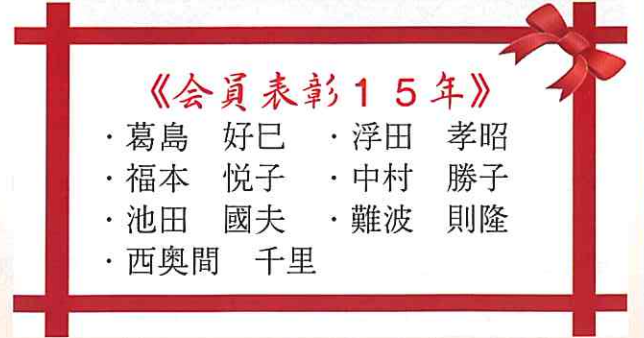 《会員表彰15年》
・葛島　好巳　・浮田　孝昭
・福本　悦子　・中村　勝子
・池田　國夫　・難波　則隆
・西奥間　千里